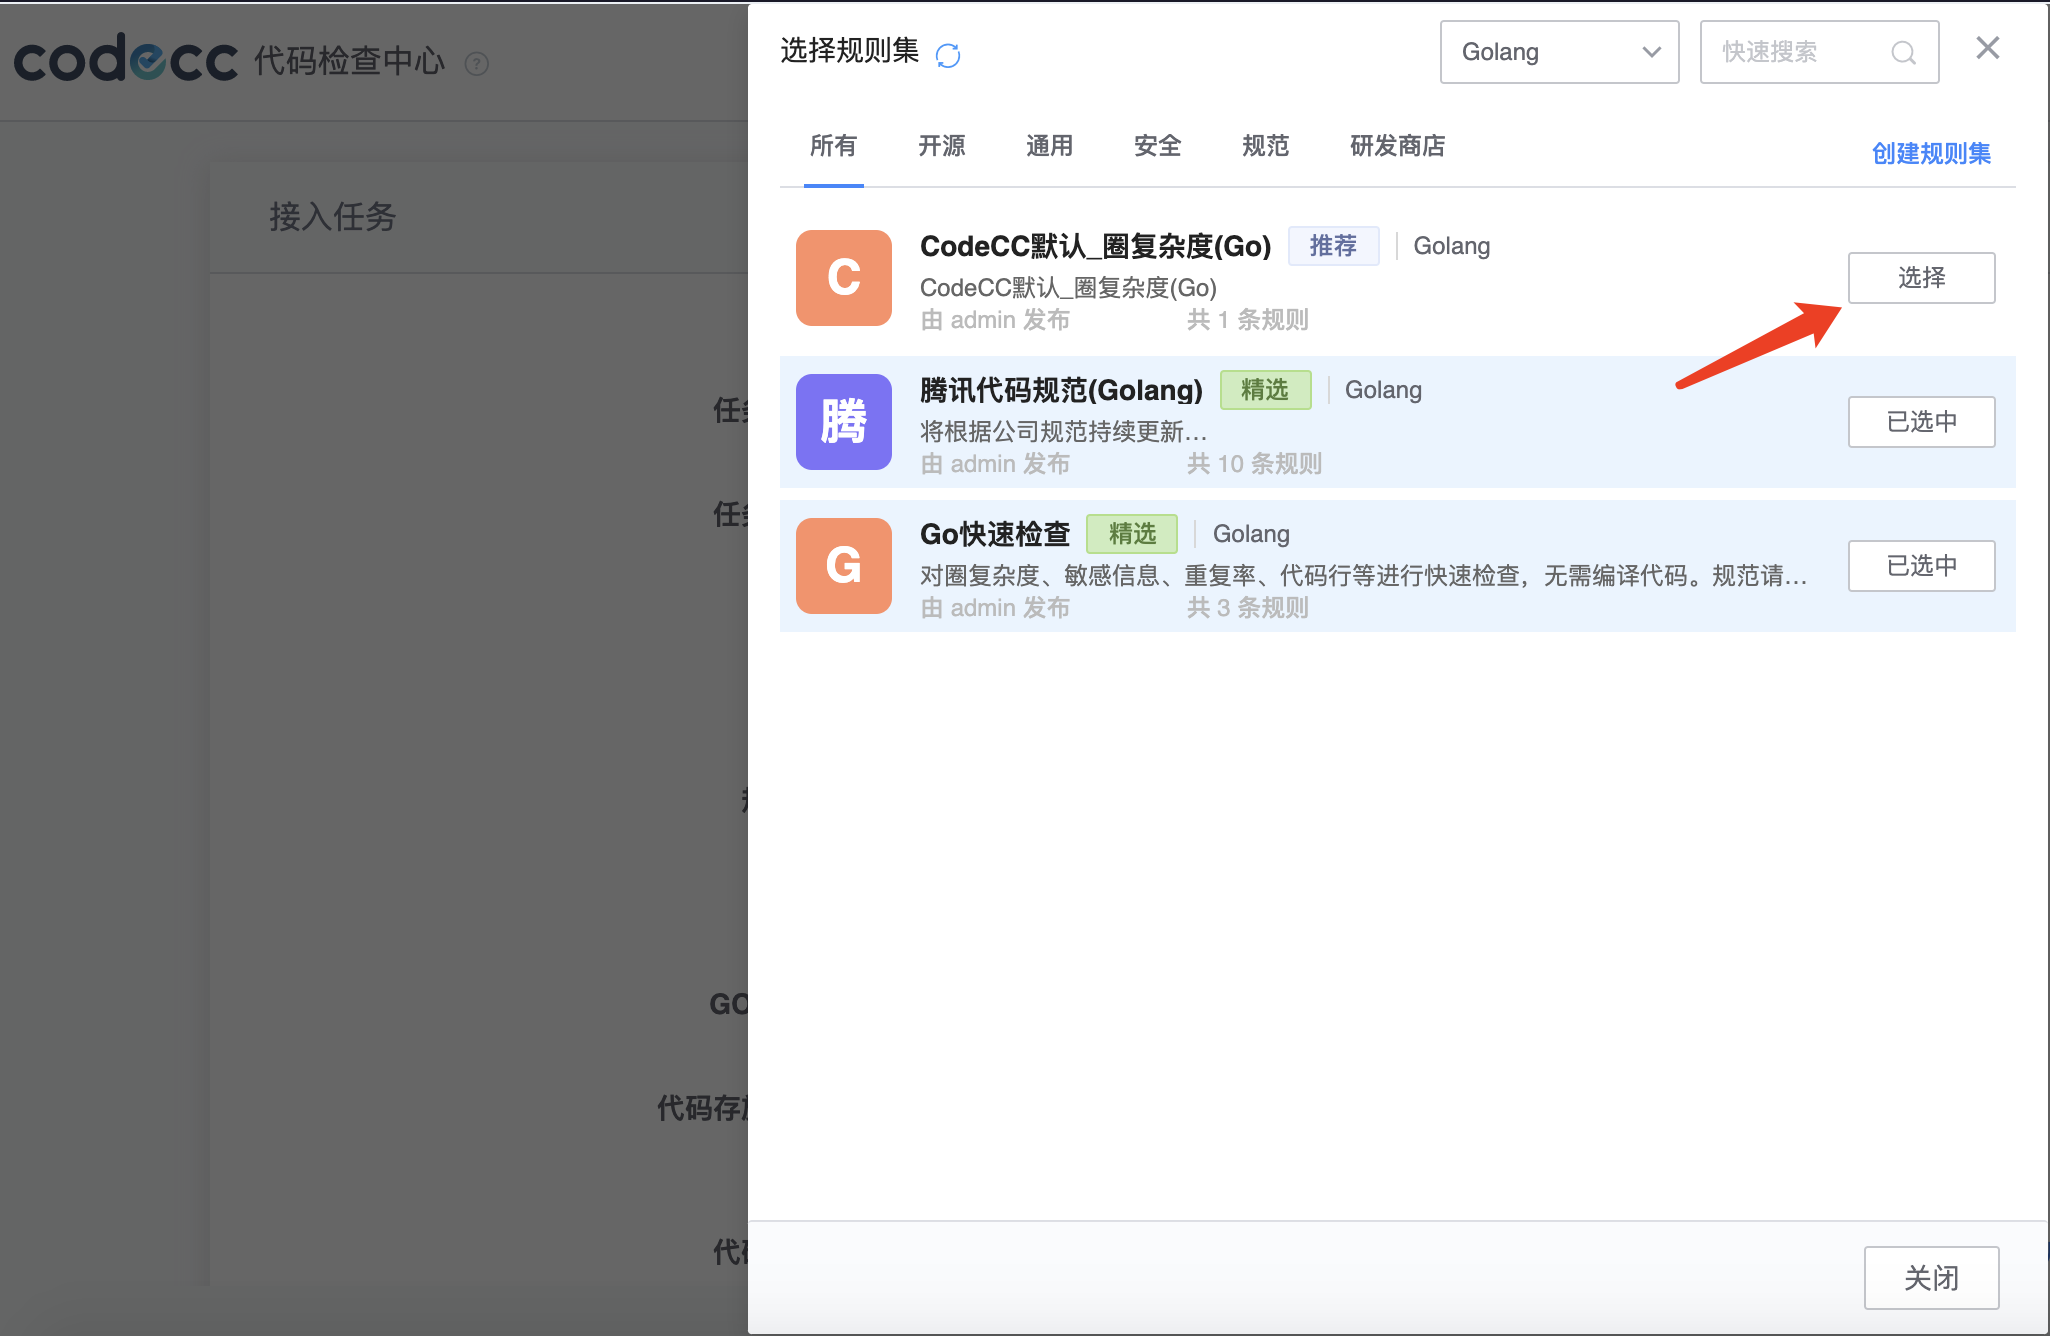 codecc 代码检查中心 ?
接入任务
任务
任务
GO
代码存放
代码
选择规则集
Golang
快速搜索
所有 开源 通用 安全 规范 研发商店
创建规则集
C
CodeCC默认_圈复杂度(Go) 推荐 Golang
CodeCC默认_圈复杂度(Go)
由 admin 发布 共 1 条规则
选择
腾
腾讯代码规范(Golang) 精选 Golang
将根据公司规范持续更新...
由 admin 发布 共 10 条规则
已选中
G
Go快速检查 精选 Golang
对圈复杂度、敏感信息、重复率、代码行等进行快速检查，无需编译代码。规范请...
由 admin 发布 共 3 条规则
已选中
关闭